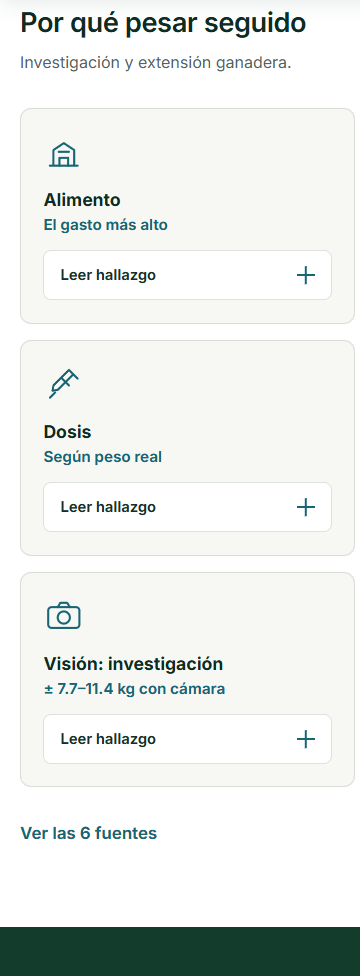 Por qué pesar seguido
Investigación y extensión ganadera.
Alimento
El gasto más alto
Leer hallazgo
Dosis
Según peso real
Leer hallazgo
Visión: investigación
± 7.7–11.4 kg con cámara
Leer hallazgo
Ver las 6 fuentes